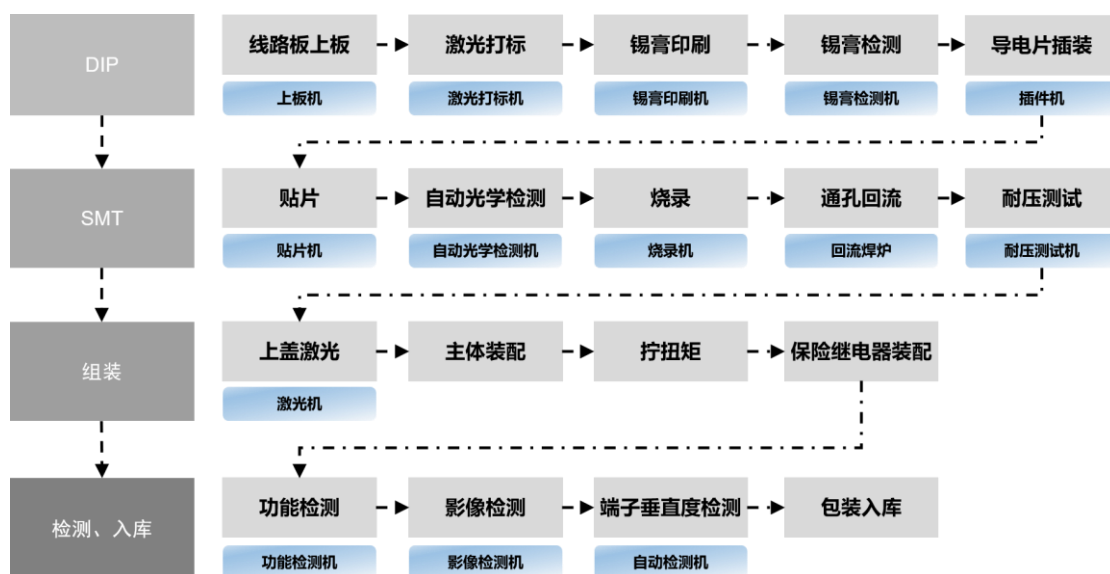 DIP
线路板上板
激光打标
锡膏印刷
锡膏检测
导电片插装
上板机
激光打标机
锡膏印刷机
锡膏检测机
插件机
SMT
贴片
自动光学检测
烧录
通孔回流
耐压测试
贴片机
自动光学检测机
烧录机
回流焊炉
耐压测试机
组装
上盖激光
主体装配
拧扭矩
保险继电器装配
激光机
检测、入库
功能检测
影像检测
端子垂直度检测
包装入库
功能检测机
影像检测机
自动检测机